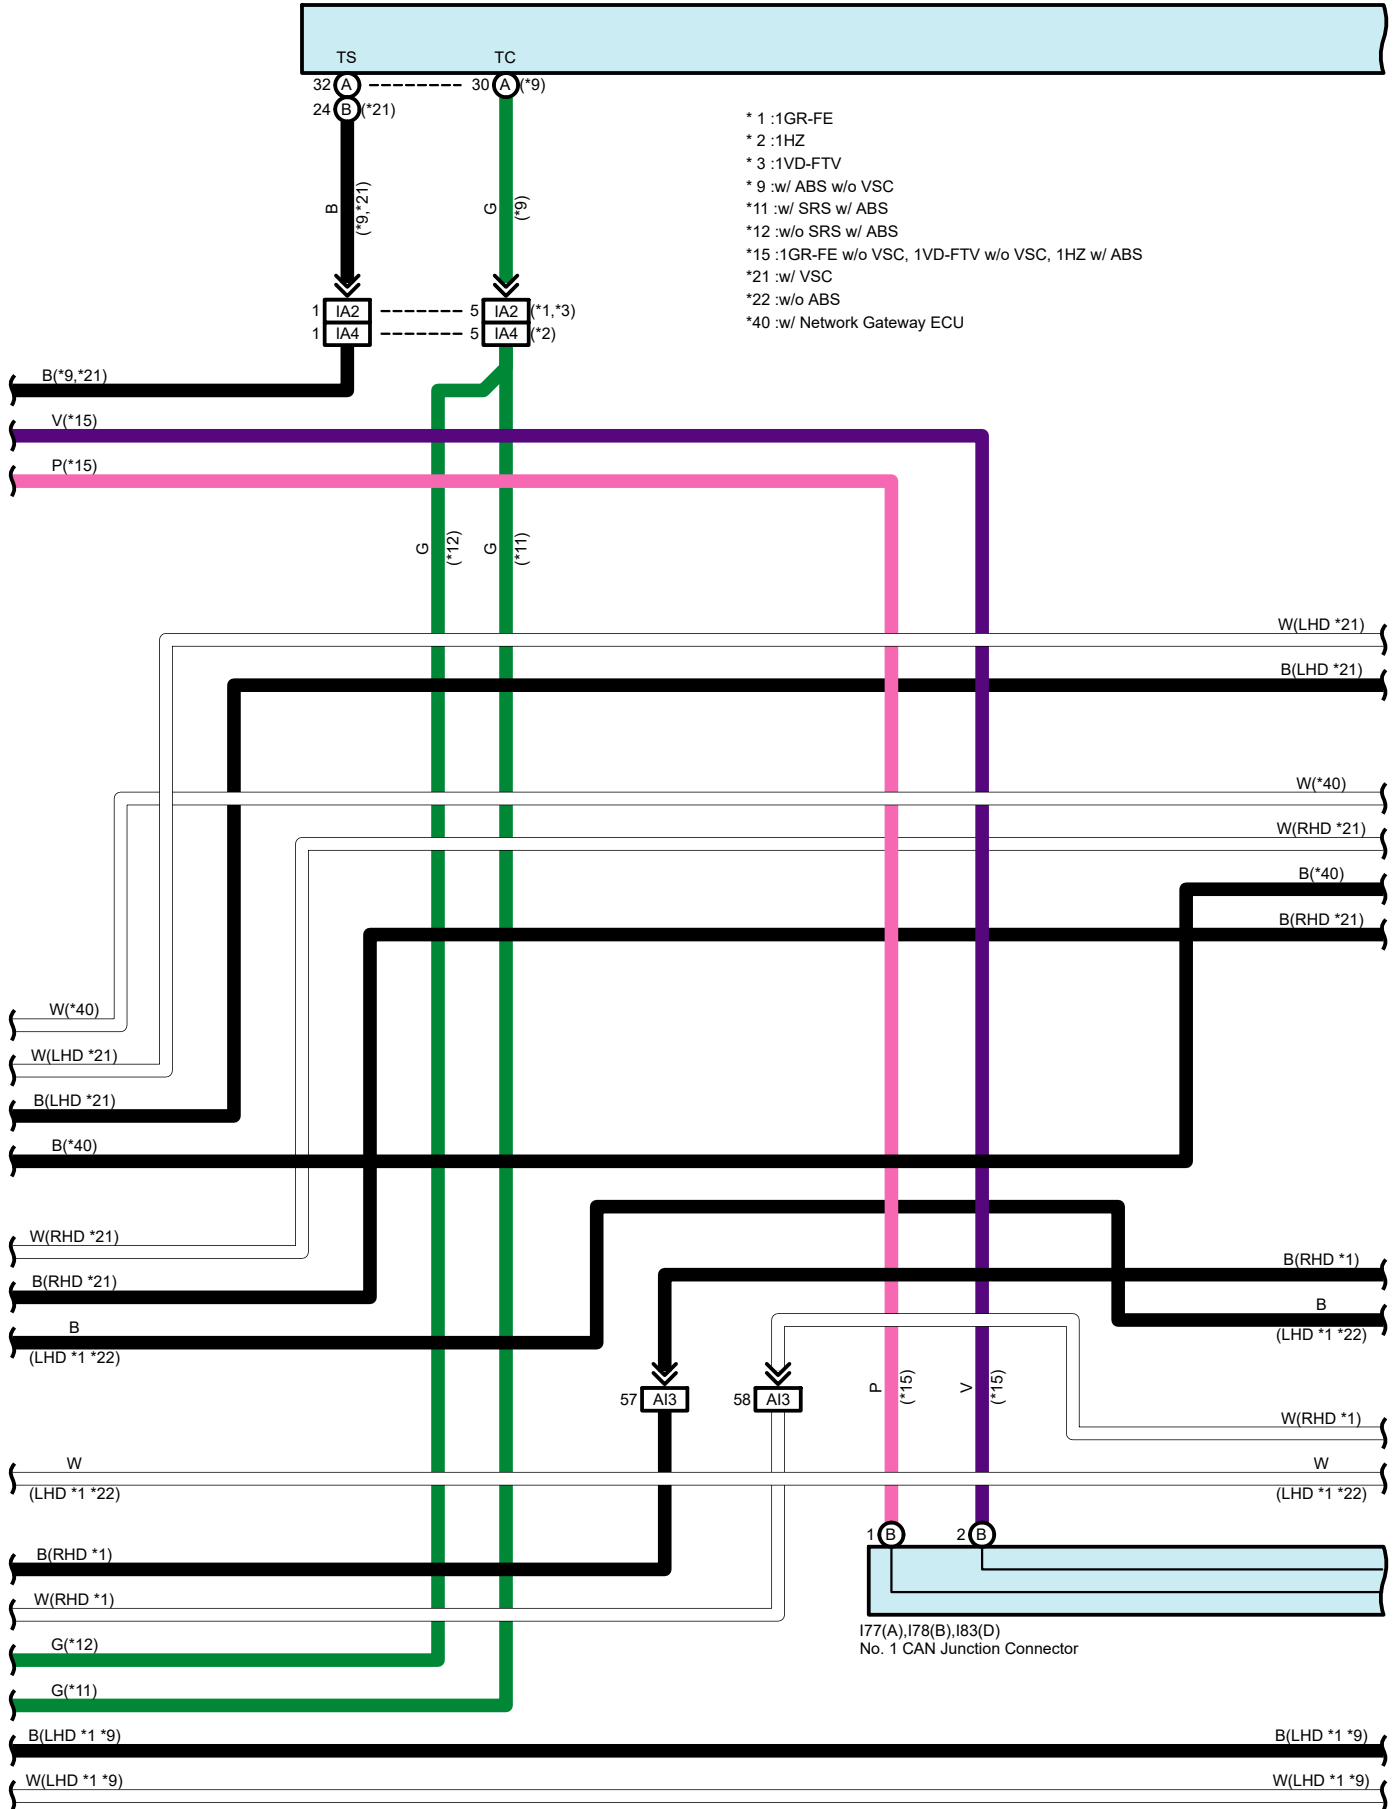 TS
TC
32 A
30 A (*9)
24 B (*21)
* 1 :1GR-FE
* 2 :1HZ
* 3 :1VD-FTV
* 9 :w/ ABS w/o VSC
*11 :w/ SRS w/ ABS
*12 :w/o SRS w/ ABS
*15 :1GR-FE w/o VSC, 1VD-FTV w/o VSC, 1HZ w/ ABS
*21 :w/ VSC
*22 :w/o ABS
*40 :w/ Network Gateway ECU
B
(*9,*21)
G
(*9)
1 IA2
5 IA2 (*1,*3)
1 IA4
5 IA4 (*2)
B(*9,*21)
V(*15)
P(*15)
G
(*12)
G
(*11)
W(LHD *21)
B(LHD *21)
W(*40)
W(RHD *21)
B(*40)
B(RHD *21)
W(*40)
W(LHD *21)
B(LHD *21)
B(*40)
W(RHD *21)
B(RHD *21)
B
(LHD *1 *22)
B(RHD *1)
B
(LHD *1 *22)
57 AI3
58 AI3
P
(*15)
V
(*15)
W(RHD *1)
W
(LHD *1 *22)
W
(LHD *1 *22)
1 B
2 B
B(RHD *1)
W(RHD *1)
I77(A),I78(B),I83(D)
No. 1 CAN Junction Connector
G(*12)
G(*11)
B(LHD *1 *9)
B(LHD *1 *9)
W(LHD *1 *9)
W(LHD *1 *9)